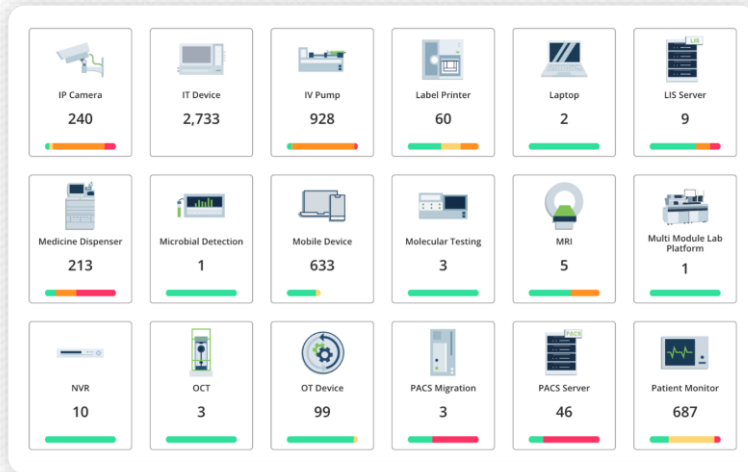 IP Camera
240
IT Device
2,733
IV Pump
928
Label Printer
60
Laptop
2
LIS
LIS Server
9
Medicine Dispenser
213
Microbial Detection
1
Mobile Device
633
Molecular Testing
3
MRI
5
Multi Module Lab
Platform
1
NVR
10
OCT
3
OT Device
99
PACS Migration
3
PACS
PACS Server
46
Patient Monitor
687